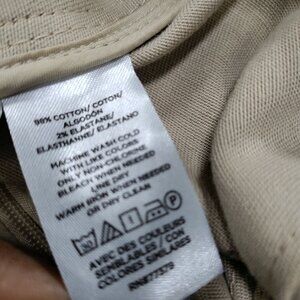 98% COTTON/ COTON/
ALGODÓN
2% ELASTANE/
ELASTHANNE/ ELASTANO
MACHINE WASH COLD
WITH LIKE COLORS
ONLY NON-CHLORINE
BLEACH WHEN NEEDED
LINE DRY
WARM IRON WHEN NEEDED
OR DRY CLEAN
AVEC DES COULEURS
SEMBLABLES/ CON
COLORES SIMILARES